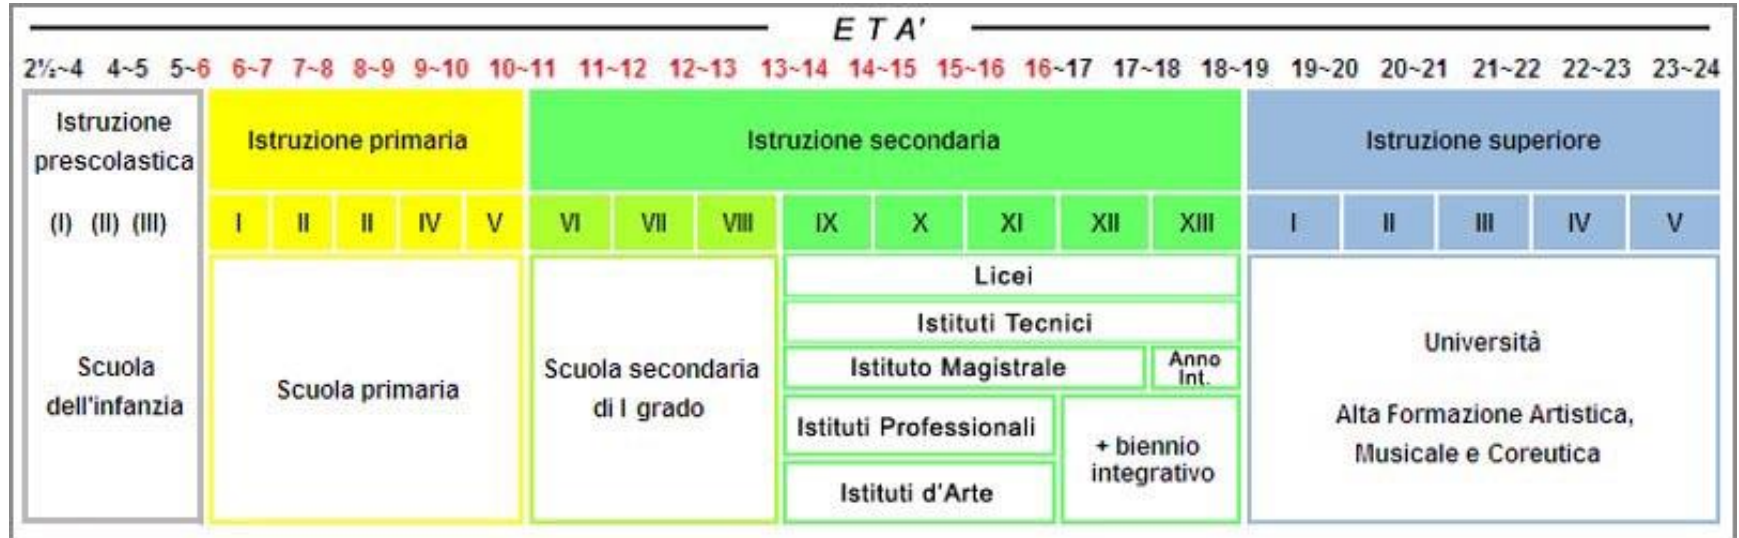 ETA'
2½~4 4~5 5~6 6~7 7~8 8~9 9~10 10~11 11~12 12~13 13~14 14~15 15~16 16~17 17~18 18~19 19~20 20~21 21~22 22~23 23~24
Istruzione
prescolastica
Istruzione primaria
Istruzione secondaria
Istruzione superiore
(I) (II) (III)
I II II IV V
VI VII VIII IX X XI XII XIII
I II III IV V
Scuola
dell'infanzia
Scuola primaria
Scuola secondaria
di I grado
Licei
Istituti Tecnici
Istituto Magistrale
Anno
Int.
Istituti Professionali
Istituti d'Arte
+ biennio
integrativo
Università
Alta Formazione Artistica,
Musicale e Coreutica